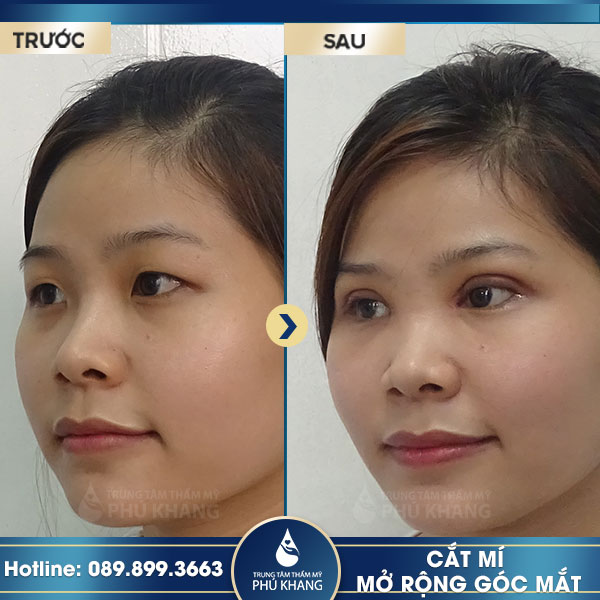 TRƯỚC
SAU
TRUNG TÂM THẨM MỸ
PHÚ KHANG
TRUNG TÂM THẨM MỸ
PHÚ KHANG
Hotline: 089.899.3663
TRUNG TÂM THẨM MỸ
PHÚ KHANG
CẮT MÍ
MỞ RỘNG GÓC MẮT